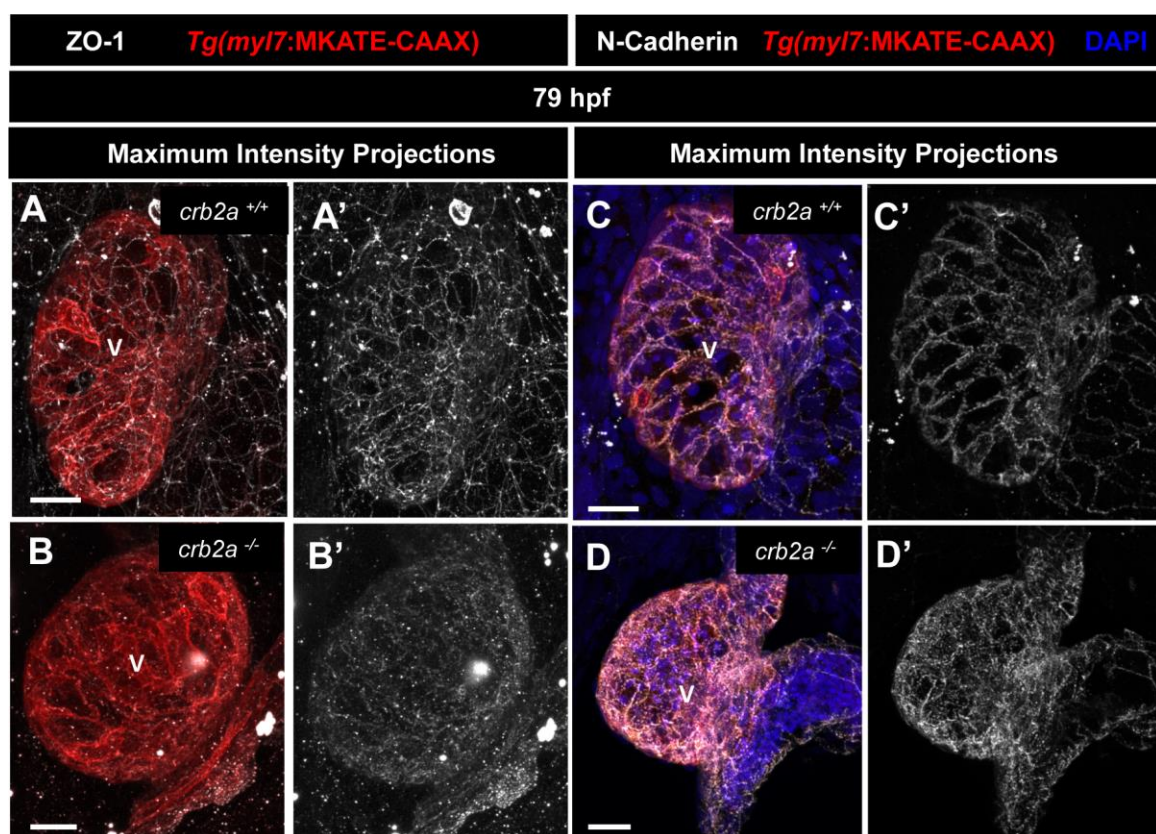 ZO-1 Tg(myl7:MKATE-CAAX)
N-Cadherin Tg(myl7:MKATE-CAAX) DAPI
79 hpf
Maximum Intensity Projections
Maximum Intensity Projections
A crb2a +/+
A'
C crb2a +/+
C'
V
V
B crb2a -/-
B'
D crb2a -/-
D'
V
V